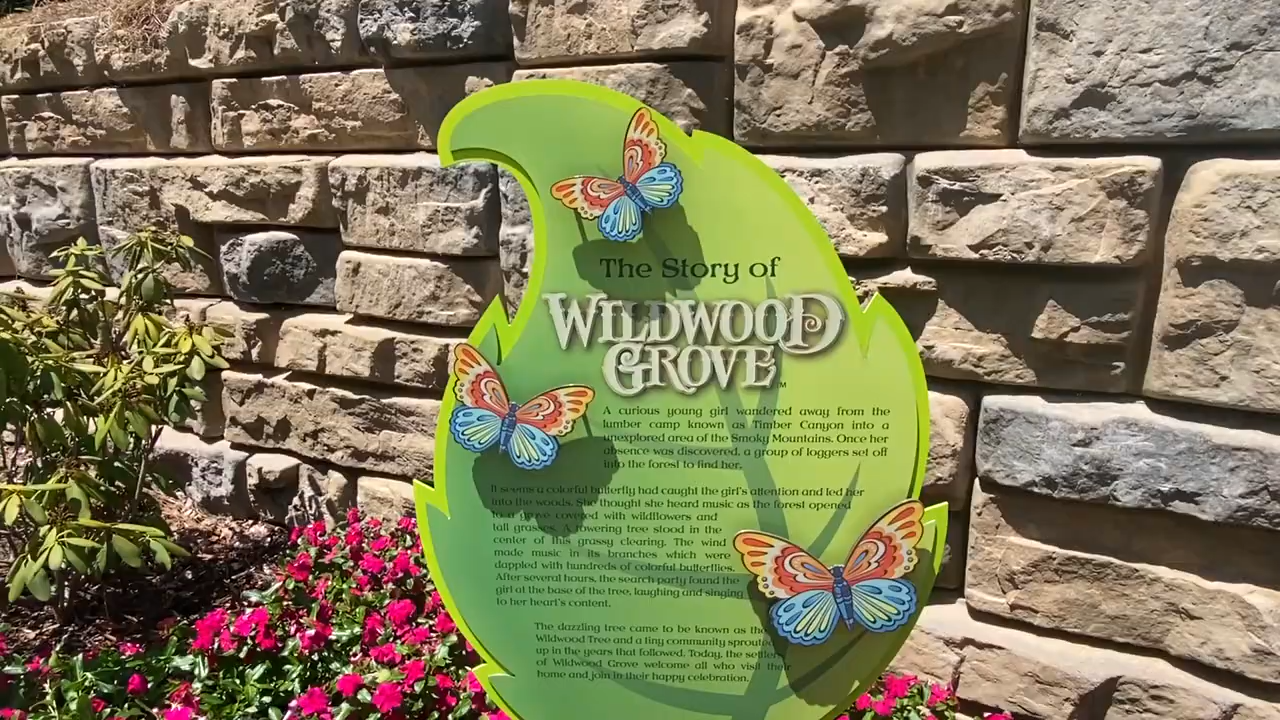 The Story of
WILDWOOD
GROVE™
A curious young girl wandered away from the
lumber camp known as Timber Canyon into a
unexplored area of the Smoky Mountains. Once her
absence was discovered, a group of loggers set off
into the forest to find her.
It seems a colorful butterfly had caught the girl's attention and led her
into the woods. She thought she heard music as the forest opened
to a grove covered with wildflowers and
tall grasses. A towering tree stood in the
center of this grassy clearing. The wind
made music in its branches which were
dappled with hundreds of colorful butterflies.
After several hours, the search party found the
girl at the base of the tree, laughing and singing
to her heart's content.
The dazzling tree came to be known as the
Wildwood Tree and a tiny community sprouted
up in the years that followed. Today, the settlers
of Wildwood Grove welcome all who visit their
home and join in their happy celebration.